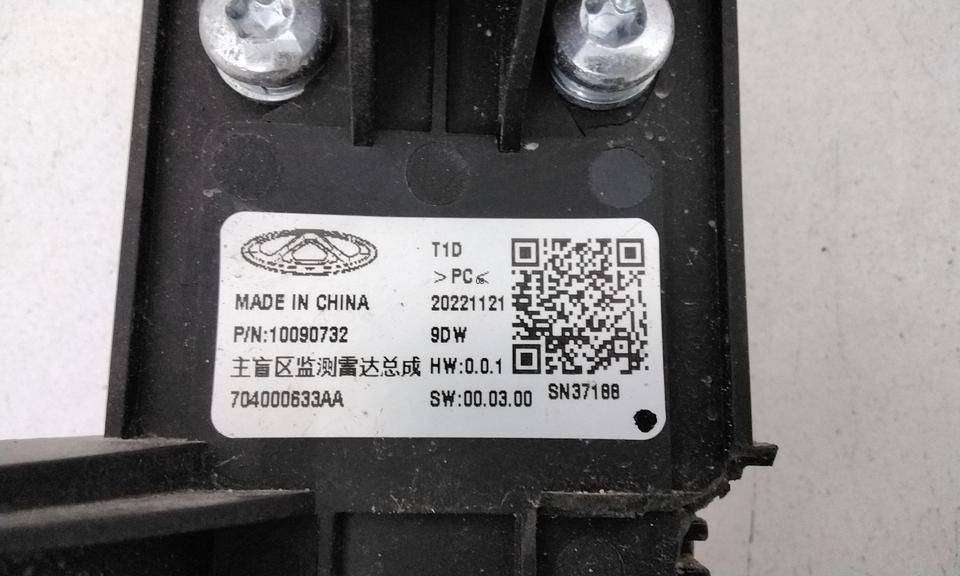 T1D
>PC<
MADE IN CHINA 20221121
P/N:10090732 9DW
主盲区监测雷达总成 HW:0.0.1
704000633AA SW:00.03.00 SN37188